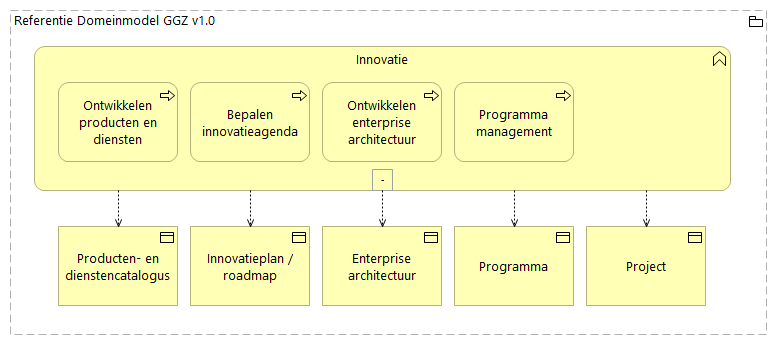 Referentie Domeinmodel GGZ v1.0
Innovatie
Ontwikkelen
producten en
diensten
Bepalen
innovatieagenda
Ontwikkelen
enterprise
architectuur
Programma
management
-
Producten- en
dienstencatalogus
Innovatieplan /
roadmap
Enterprise
architectuur
Programma
Project